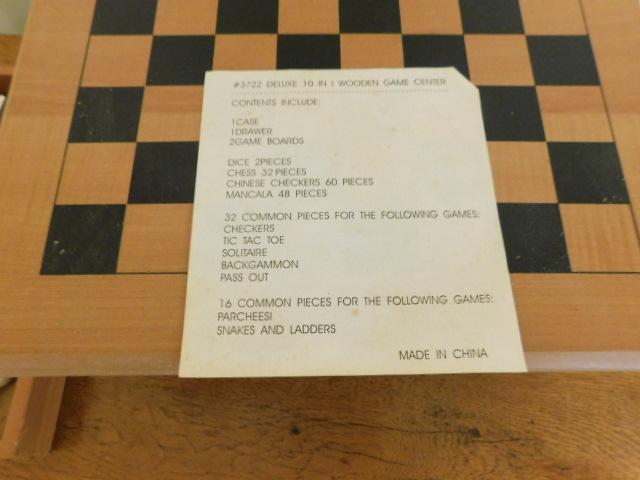 #3722 DELUXE 10 IN 1 WOODEN GAME CENTER
CONTENTS INCLUDE:
1CASE
1DRAWER
2GAME BOARDS
DICE 2PIECES
CHESS 32PIECES
CHINESE CHECKERS 60 PIECES
MANCALA 48 PIECES
32 COMMON PIECES FOR THE FOLLOWING GAMES:
CHECKERS
TIC TAC TOE
SOLITAIRE
BACKGAMMON
PASS OUT
16 COMMON PIECES FOR THE FOLLOWING GAMES:
PARCHEESI
SNAKES AND LADDERS
MADE IN CHINA